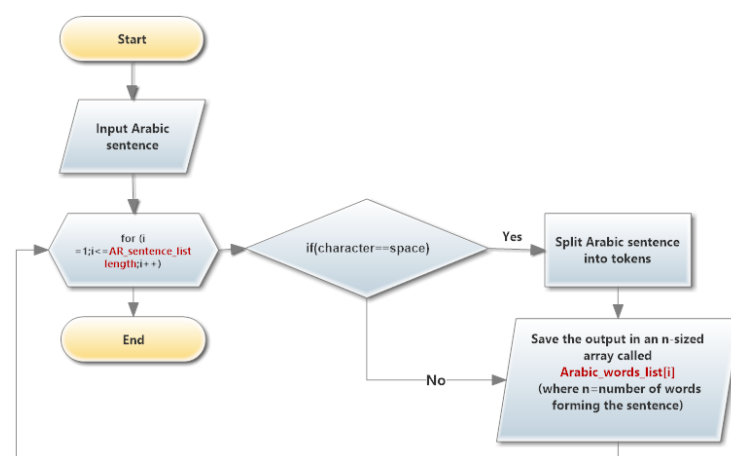 Start
Input Arabic
sentence
for (i
=1;i<=AR_sentence_list
length;i++)
End
if(character==space)
Yes
No
Split Arabic sentence
into tokens
Save the output in an n-sized
array called
Arabic_words_list[i]
(where n=number of words
forming the sentence)